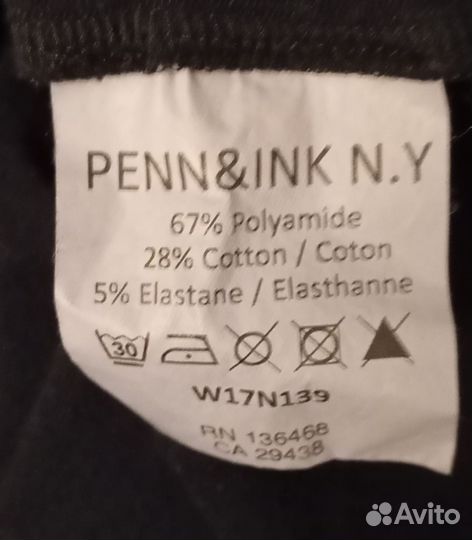 PENN&INK N.Y
67% Polyamide
28% Cotton / Coton
5% Elastane / Elasthanne
30
W17N139
RN 136468
CA 29438
Avito